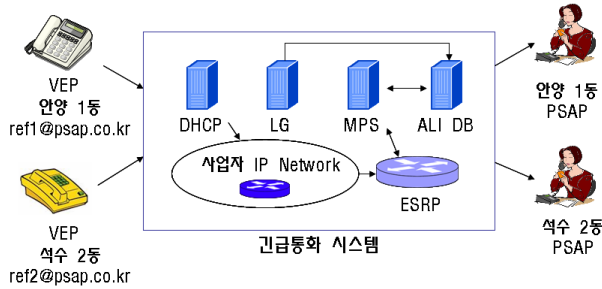 VEP
안양 1동
ref1@psap.co.kr
VEP
석수 2동
ref2@psap.co.kr
DHCP
LG
MPS
ALI DB
사업자 IP Network
ESRP
긴급통화 시스템
안양 1동
PSAP
석수 2동
PSAP